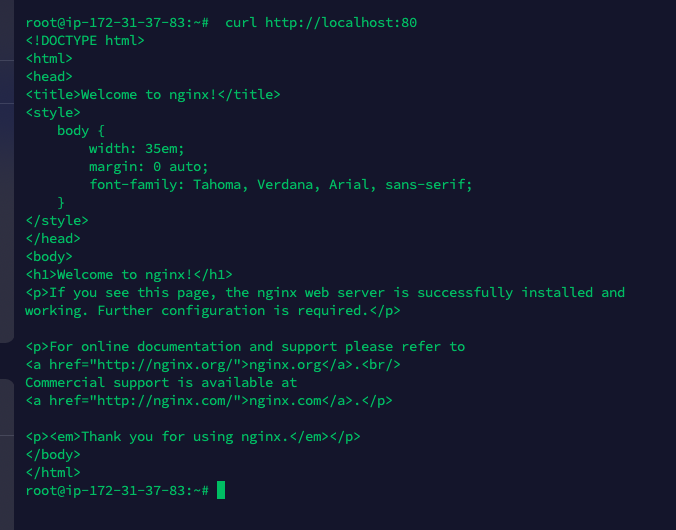 root@ip-172-31-37-83:~#  curl http://localhost:80
<!DOCTYPE html>
<html>
<head>
<title>Welcome to nginx!</title>
<style>
    body {
        width: 35em;
        margin: 0 auto;
        font-family: Tahoma, Verdana, Arial, sans-serif;
    }
</style>
</head>
<body>
<h1>Welcome to nginx!</h1>
<p>If you see this page, the nginx web server is successfully installed and
working. Further configuration is required.</p>

<p>For online documentation and support please refer to
<a href="http://nginx.org/">nginx.org</a>.<br/>
Commercial support is available at
<a href="http://nginx.com/">nginx.com</a>.</p>

<p><em>Thank you for using nginx.</em></p>
</body>
</html>
root@ip-172-31-37-83:~#